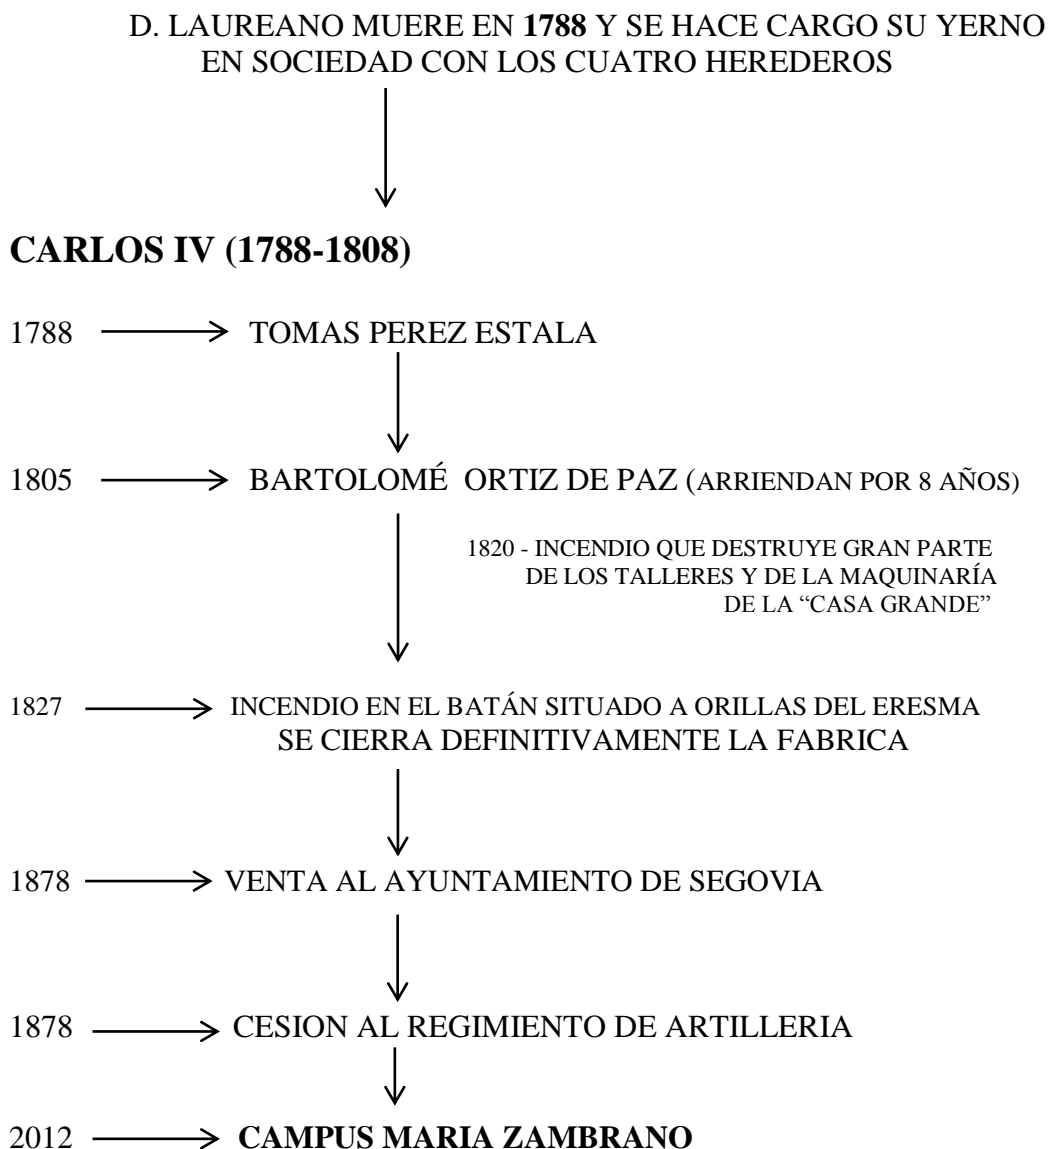 D. LAUREANO MUERE EN 1788 Y SE HACE CARGO SU YERNO
EN SOCIEDAD CON LOS CUATRO HEREDEROS
CARLOS IV (1788-1808)
1788 TOMAS PEREZ ESTALA
1805 BARTOLOMÉ ORTIZ DE PAZ (ARRIENDAN POR 8 AÑOS)
1820 - INCENDIO QUE DESTRUYE GRAN PARTE
DE LOS TALLERES Y DE LA MAQUINARÍA
DE LA “CASA GRANDE”
1827 INCENDIO EN EL BATÁN SITUADO A ORILLAS DEL ERESMA
SE CIERRA DEFINITIVAMENTE LA FABRICA
1878 VENTA AL AYUNTAMIENTO DE SEGOVIA
1878 CESION AL REGIMIENTO DE ARTILLERIA
2012 CAMPUS MARIA ZAMBRANO